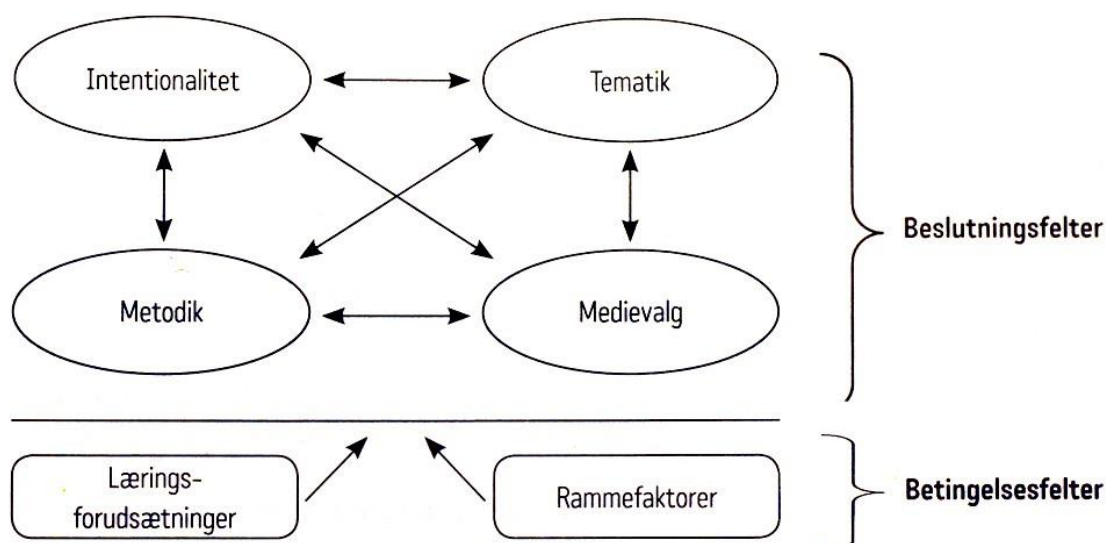 Intentionalitet
Tematik
Metodik
Medievalg
Beslutningsfelter
Lærings-
forudsætninger
Rammefaktorer
Betingelsesfelter